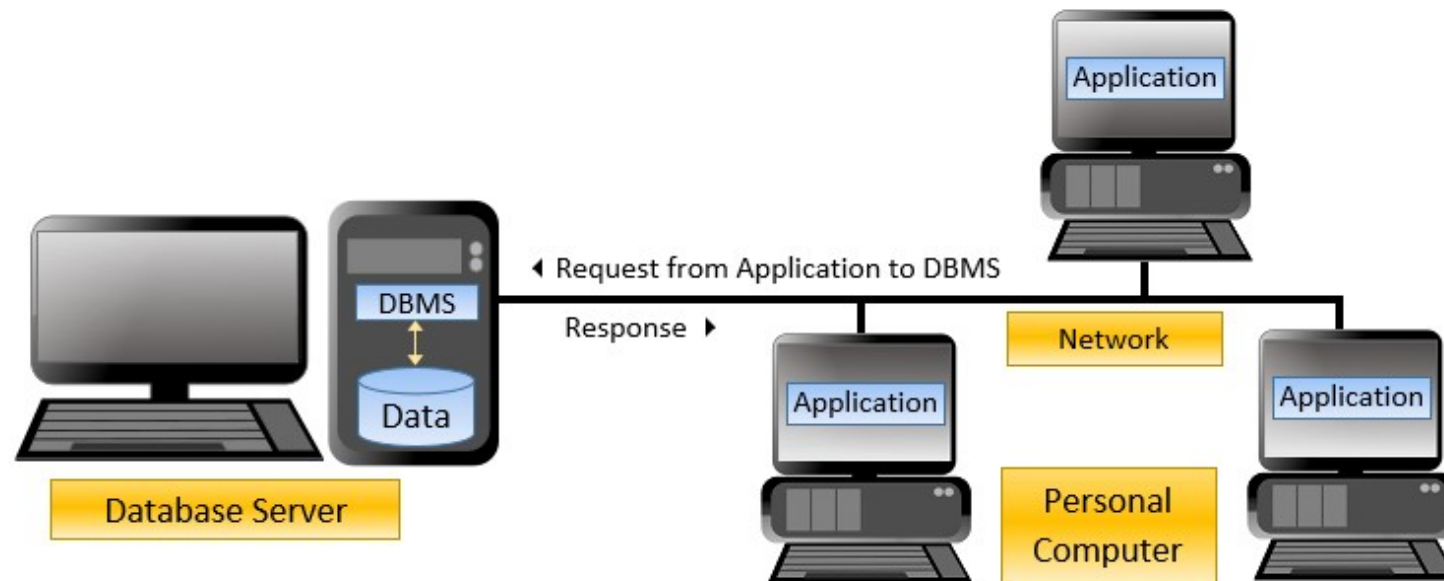 Application
Request from Application to DBMS
DBMS
Response
Network
Application
Application
Data
Database Server
Personal
Computer